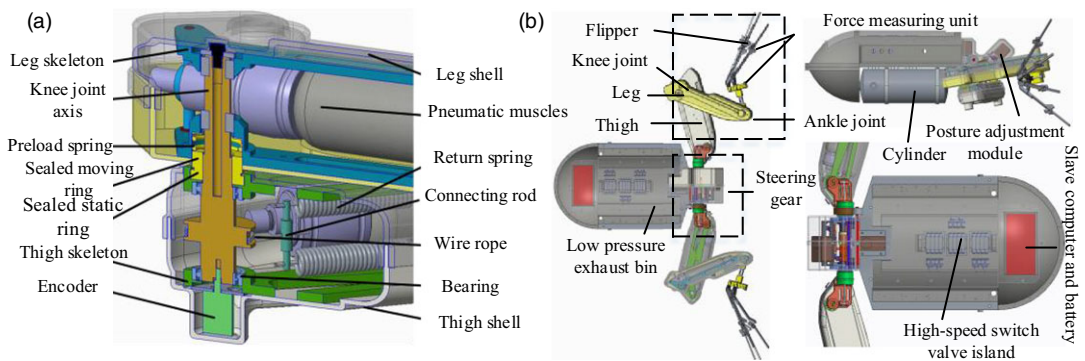 (a)
Leg skeleton
Knee joint
axis
Preload spring
Sealed moving
ring
Sealed static
ring
Thigh skeleton
Encoder
Leg shell
Pneumatic muscles
Return spring
Connecting rod
Wire rope
Bearing
Thigh shell
(b)
Flipper
Knee joint
Leg
Thigh
Ankle joint
Steering
gear
Low pressure
exhaust bin
Force measuring unit
Cylinder
Posture adjustment
module
Slave computer and battery
High-speed switch
valve island